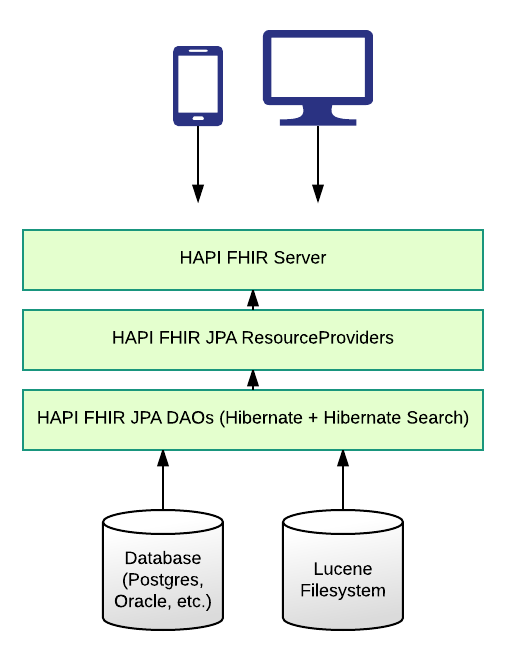 HAPI FHIR Server
HAPI FHIR JPA ResourceProviders
HAPI FHIR JPA DAOs (Hibernate + Hibernate Search)
Database
(Postgres,
Oracle, etc.)
Lucene
Filesystem